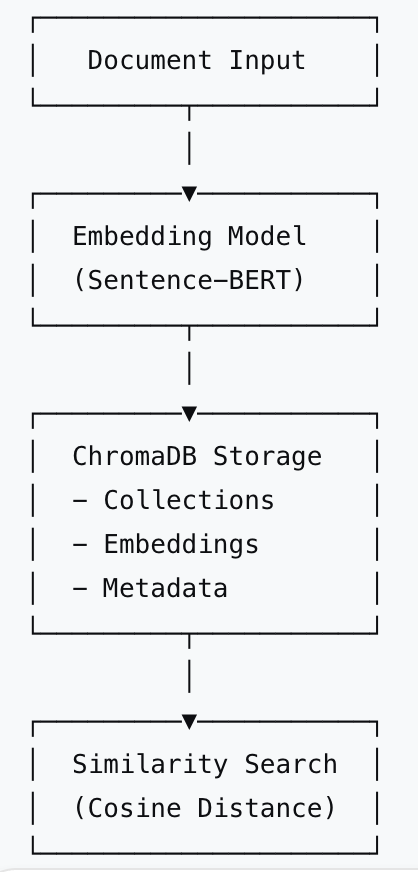 Document Input
Embedding Model
(Sentence-BERT)
ChromaDB Storage
- Collections
- Embeddings
- Metadata
Similarity Search
(Cosine Distance)